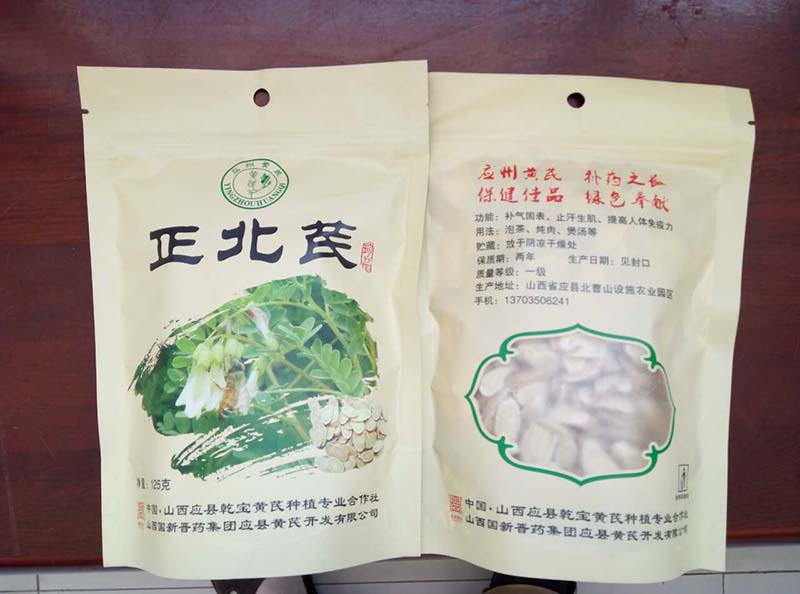 应州黄芪
YINGZHOUHUANGQI
正北芪
净量:125克
中国·山西应县乾宝黄芪种植专业合作社
山西国新晋药集团应县黄芪开发有限公司
应州黄芪 补药之长
保健佳品 绿色奉献
功能:补气固表、止汗生肌、提高人体免疫力
用法:泡茶、炖肉、煲汤等
贮藏:放于阴凉干燥处
保质期:两年 生产日期:见封口
质量等级:一级
生产地址:山西省应县北曹山设施农业园区
手机:13703506241
中国·山西应县乾宝黄芪种植专业合作社
山西国新晋药集团应县黄芪开发有限公司